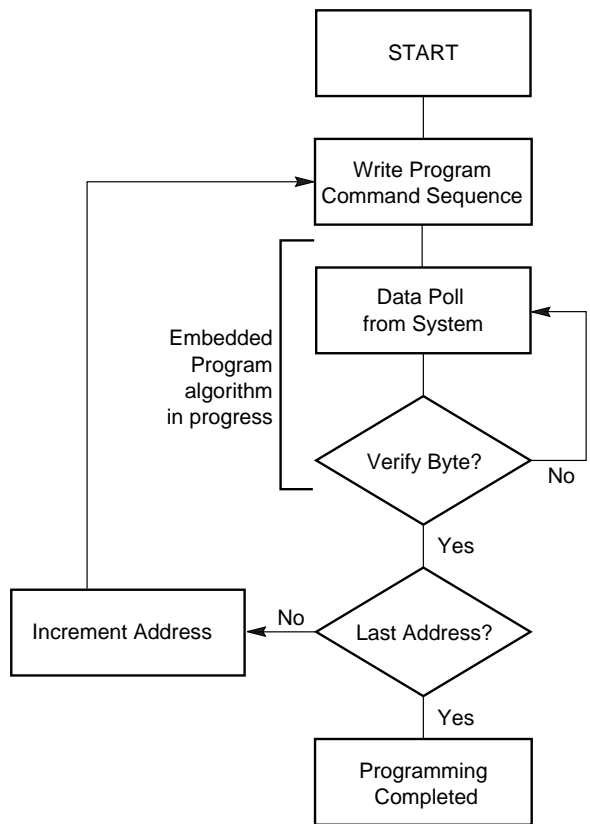 START
Write Program
Command Sequence
Data Poll
from System
Embedded
Program
algorithm
in progress
Verify Byte?
No
Yes
Increment Address
No
Last Address?
Yes
Programming
Completed